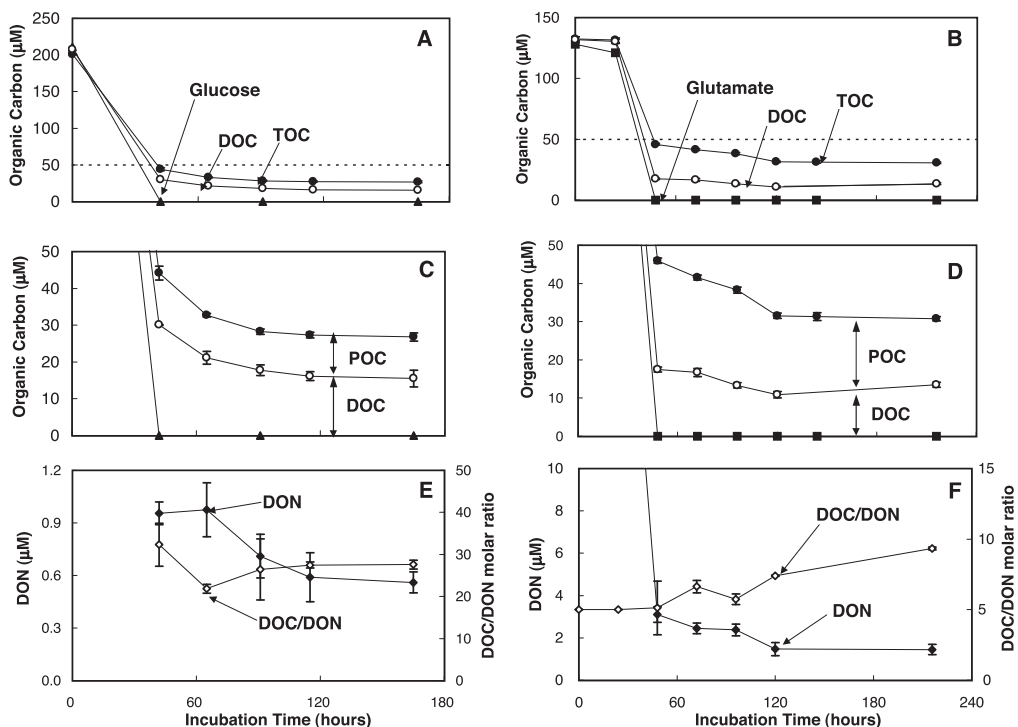 A
Organic Carbon (μM)
250
200
150
100
50
0
Glucose
DOC
TOC
B
Organic Carbon (μM)
150
100
50
0
Glutamate
DOC
TOC
C
Organic Carbon (μM)
50
40
30
20
10
0
POC
DOC
D
Organic Carbon (μM)
50
40
30
20
10
0
POC
DOC
E
DON (μM)
1.2
0.9
0.6
0.3
0.0
DON
DOC/DON
50
40
30
20
10
0
DOC/DON molar ratio
0 60 120 180
Incubation Time (hours)
F
DON (μM)
10
8
6
4
2
0
DOC/DON
DON
15
10
5
0
DOC/DON molar ratio
0 60 120 180 240
Incubation Time (hours)